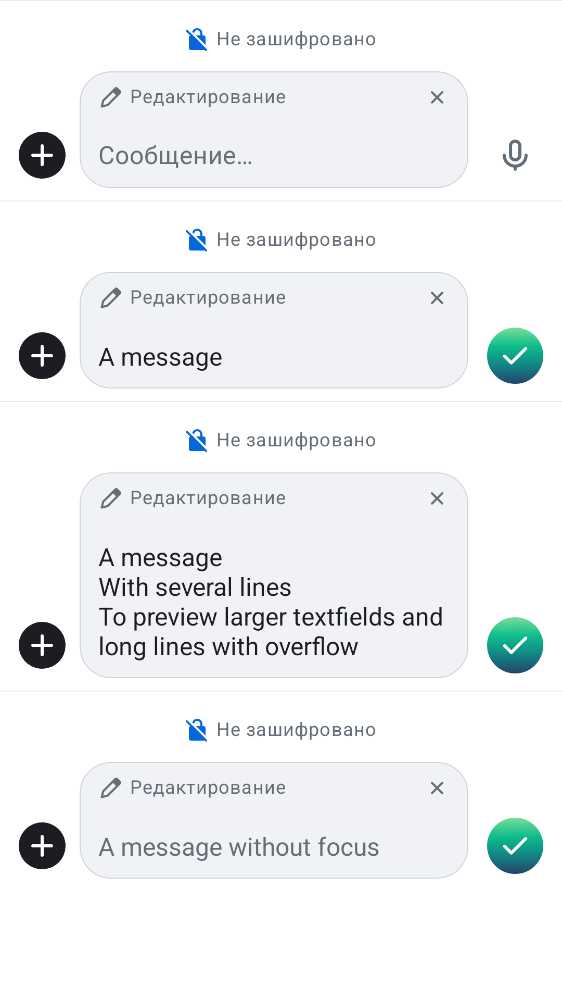 Не зашифровано
Редактирование
Сообщение…
Не зашифровано
Редактирование
A message
Не зашифровано
Редактирование
A message
With several lines
To preview larger textfields and
long lines with overflow
Не зашифровано
Редактирование
A message without focus